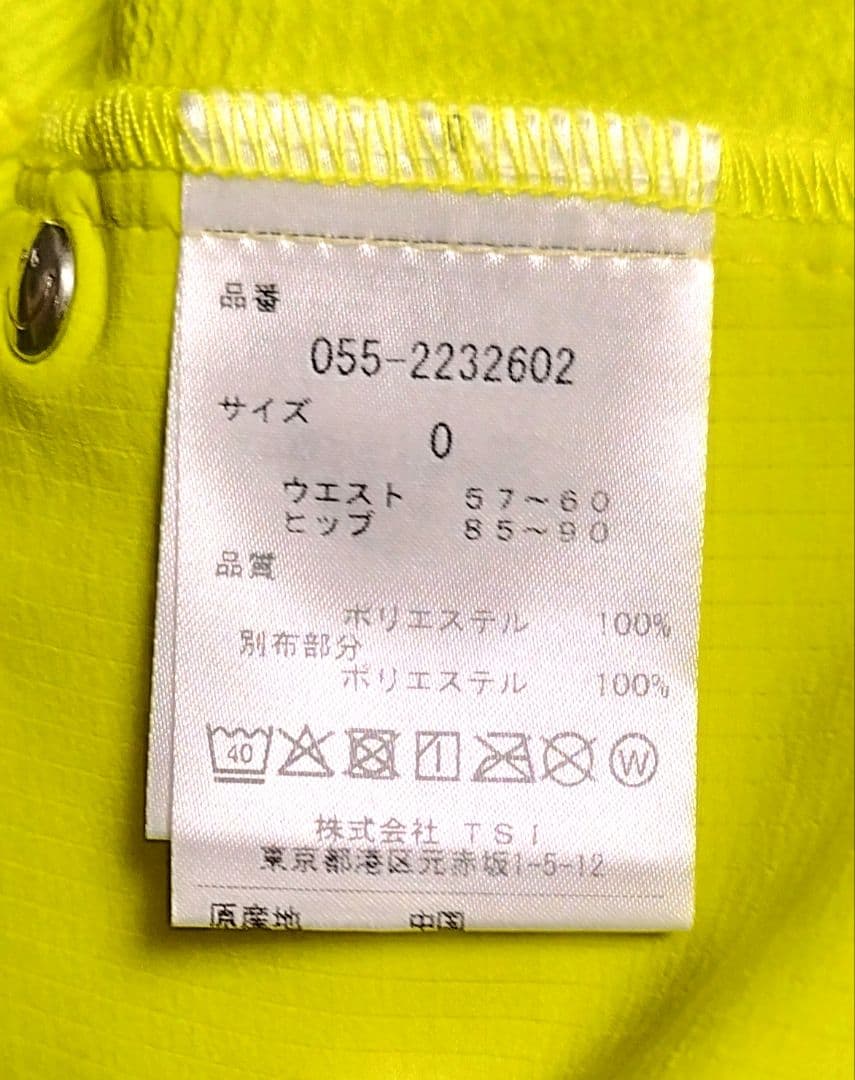 品番
055-2232602
サイズ
0
ウエスト 57~60
ヒップ 85~90
品質
ポリエステル 100%
別布部分
ポリエステル 100%
40
W
株式会社 TSI
東京都港区元赤坂1-5-12
原産地 中国